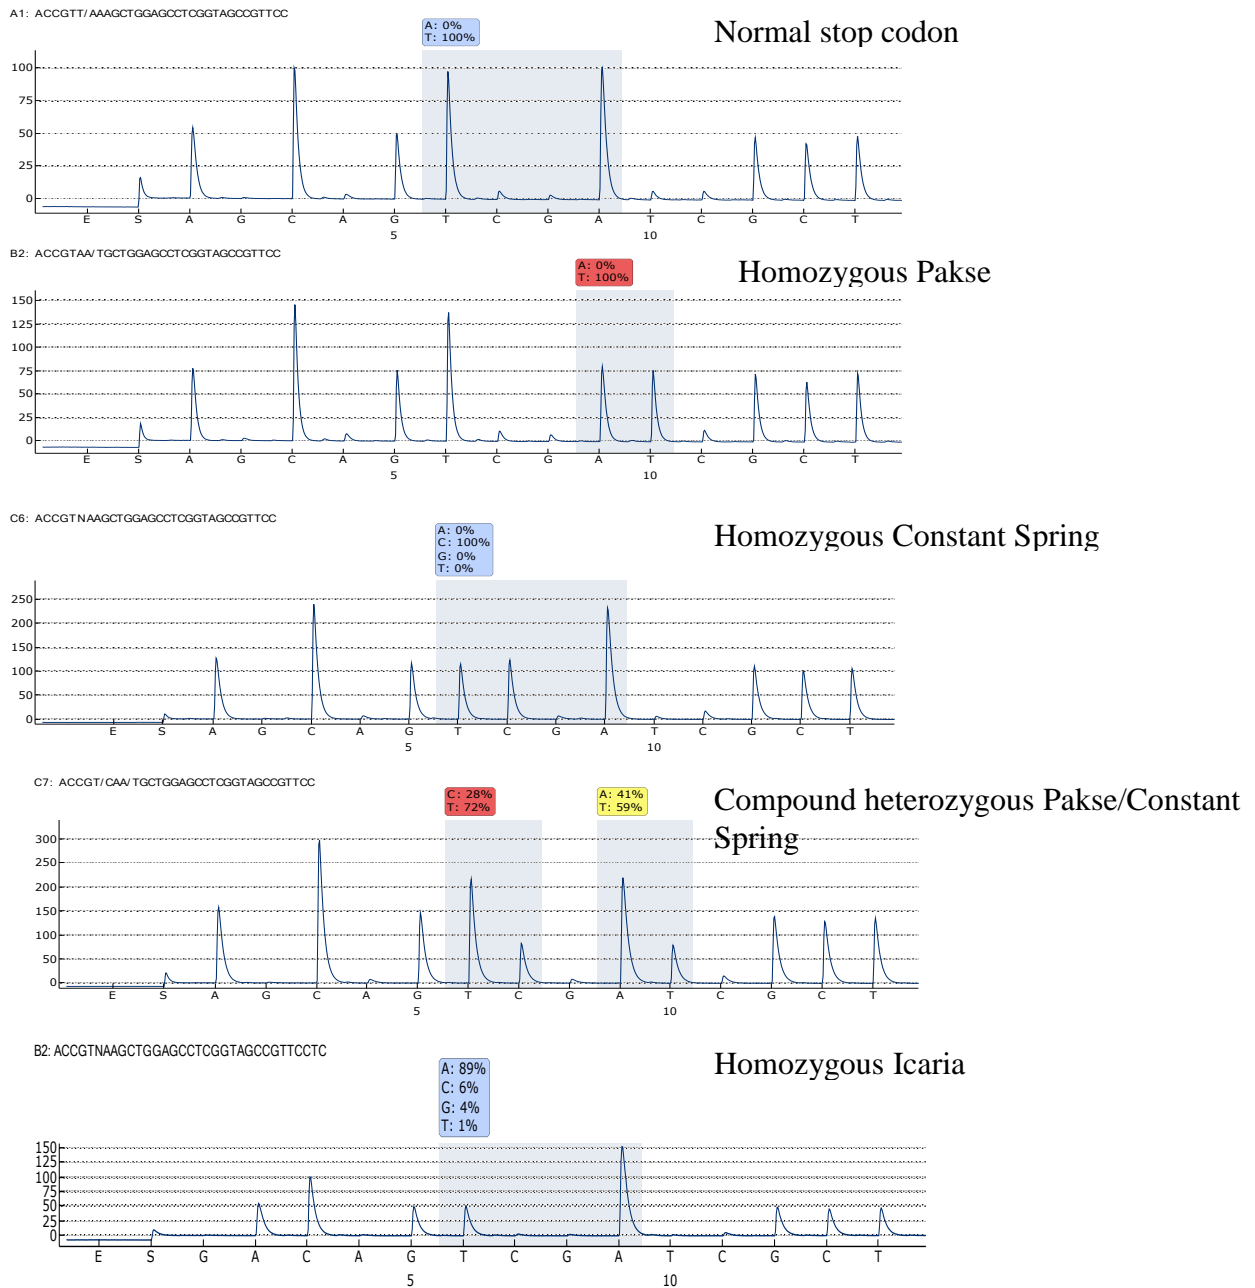 A1: ACCGTT/AAAGCTGGAGCCTCGGTAGCCGTTCC
A: 0%
T: 100%
Normal stop codon
100
75
50
25
0
E S A G C A G T C G A T C G C T
5 10
B2: ACCGTAA/TGCTGGAGCCTCGGTAGCCGTTCC
A: 0%
T: 100%
Homozygous Pakse
150
125
100
75
50
25
0
E S A G C A G T C G A T C G C T
5 10
C6: ACCGTNAAGCTGGAGCCTCGGTAGCCGTTCC
A: 0%
C: 100%
G: 0%
T: 0%
Homozygous Constant Spring
250
200
150
100
50
0
E S A G C A G T C G A T C G C T
5 10
C7: ACCGT/CAA/TGCTGGAGCCTCGGTAGCCGTTCC
C: 28%
T: 72%
A: 41%
T: 59%
Compound heterozygous Pakse/Constant
Spring
300
250
200
150
100
50
0
E S A G C A G T C G A T C G C T
5 10
B2: ACCGTNAAGCTGGAGCCTCGGTAGCCGTTCCTC
A: 89%
C: 6%
G: 4%
T: 1%
Homozygous Icaria
150
125
100
75
50
25
0
E S G A C A G T C G A T C G C T
5 10